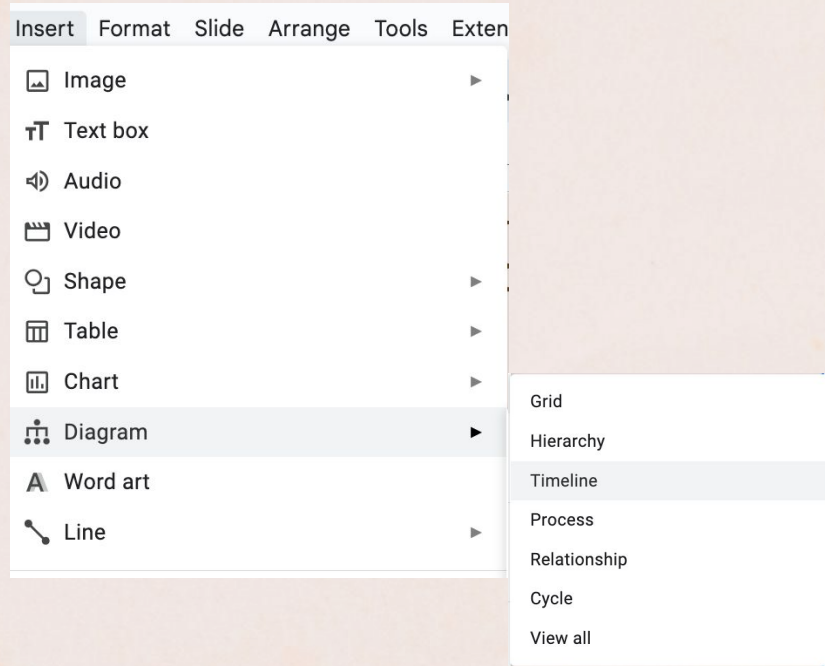 Insert Format Slide Arrange Tools Exten
Image
Text box
Audio
Video
Shape
Table
Chart
Diagram
Word art
Line
Grid
Hierarchy
Timeline
Process
Relationship
Cycle
View all